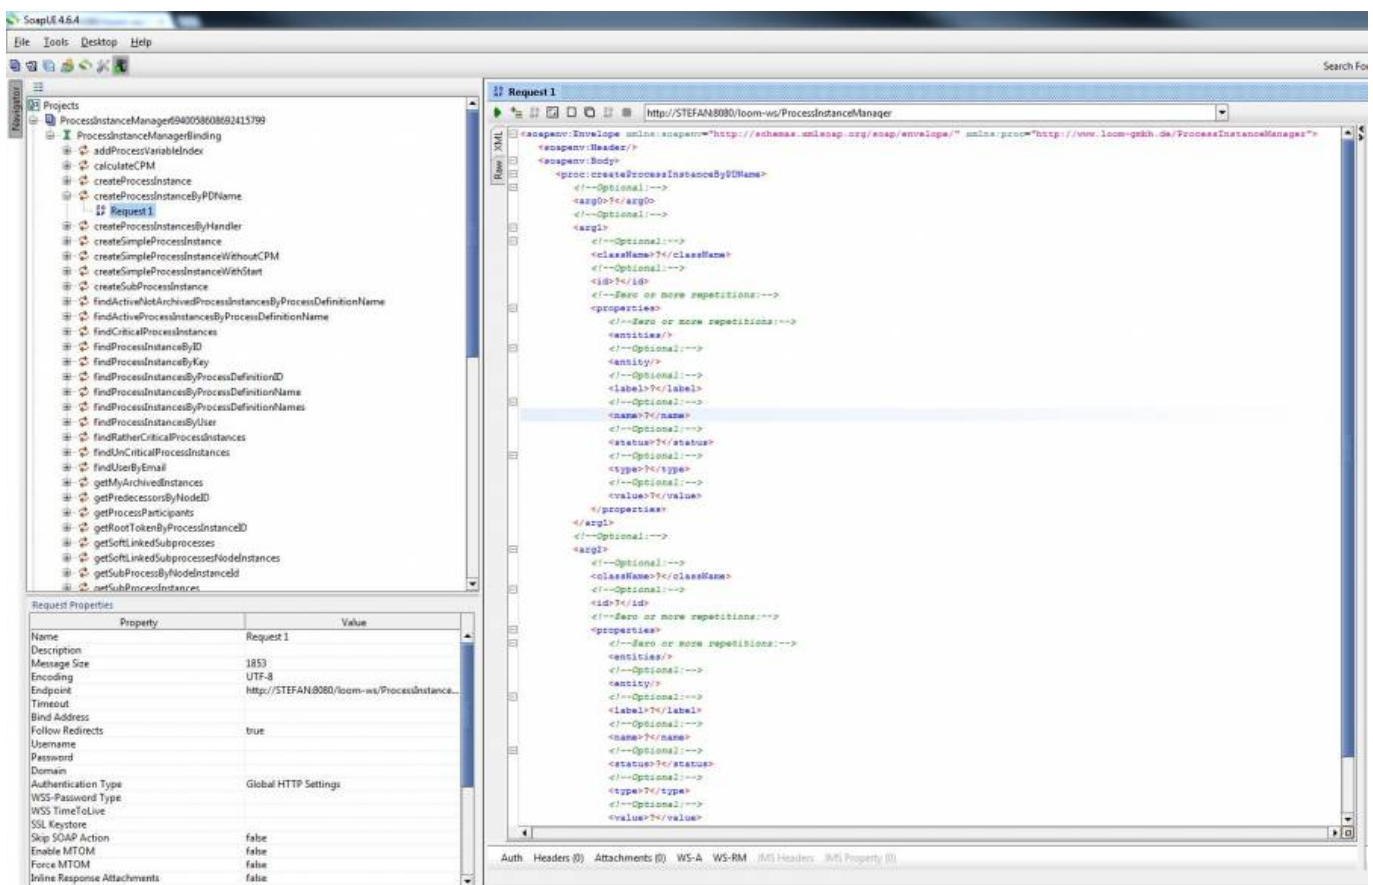 SoapUI 4.6.4
File Tools Desktop Help
Search Fo
Navigator
Projects
ProcessInstanceManager6940058608692415799
ProcessInstanceManagerBinding
addProcessVariableIndex
calculateCPM
createProcessInstance
createProcessInstanceByPDName
Request 1
createProcessInstancesByHandler
createSimpleProcessInstance
createSimpleProcessInstanceWithoutCPM
createSimpleProcessInstanceWithStart
createSubProcessInstance
findActiveNotArchivedProcessInstancesByProcessDefinitionName
findActiveProcessInstancesByProcessDefinitionName
findCriticalProcessInstances
findProcessInstanceByID
findProcessInstanceByKey
findProcessInstancesByProcessDefinitionID
findProcessInstancesByProcessDefinitionName
findProcessInstancesByProcessDefinitionNames
findProcessInstancesByUser
findRatherCriticalProcessInstances
findUnCriticalProcessInstances
findUserByEmail
getMyArchivedInstances
getPredecessorsByNodeID
getProcessParticipants
getRootTokenByProcessInstanceID
getSoftLinkedSubprocesses
getSoftLinkedSubprocessesNodeInstances
getSubProcessByNodeInstanceId
getSubProcessInstances
Request Properties
Property Value
Name Request 1
Description
Message Size 1853
Encoding UTF-8
Endpoint http://STEFAN:8080/loom-ws/ProcessInstance...
Timeout
Bind Address
Follow Redirects true
Username
Password
Domain
Authentication Type Global HTTP Settings
WSS-Password Type
WSS TimeToLive
SSL Keystore
Skip SOAP Action false
Enable MTOM false
Force MTOM false
Inline Response Attachments false
Request 1
http://STEFAN:8080/loom-ws/ProcessInstanceManager
XML
Raw
<soapenv:Envelope xmlns:soapenv="http://schemas.xmlsoap.org/soap/envelope/" xmlns:proc="http://www.loom-gmbh.de/ProcessInstanceManager">
<soapenv:Header/>
<soapenv:Body>
<proc:createProcessInstanceByPDName>
<!--Optional:-->
<arg0>?</arg0>
<!--Optional:-->
<arg1>
<!--Optional:-->
<className>?</className>
<!--Optional:-->
<id>?</id>
<!--Zero or more repetitions:-->
<properties>
<!--Zero or more repetitions:-->
<entities/>
<!--Optional:-->
<entity/>
<!--Optional:-->
<label>?</label>
<!--Optional:-->
<name>?</name>
<!--Optional:-->
<status>?</status>
<!--Optional:-->
<type>?</type>
<!--Optional:-->
<value>?</value>
</properties>
</arg1>
<!--Optional:-->
<arg2>
<!--Optional:-->
<className>?</className>
<!--Optional:-->
<id>?</id>
<!--Zero or more repetitions:-->
<properties>
<!--Zero or more repetitions:-->
<entities/>
<!--Optional:-->
<entity/>
<!--Optional:-->
<label>?</label>
<!--Optional:-->
<name>?</name>
<!--Optional:-->
<status>?</status>
<!--Optional:-->
<type>?</type>
<!--Optional:-->
<value>?</value>
Auth Headers (0) Attachments (0) WS-A WS-RM JMS Headers JMS Property (0)